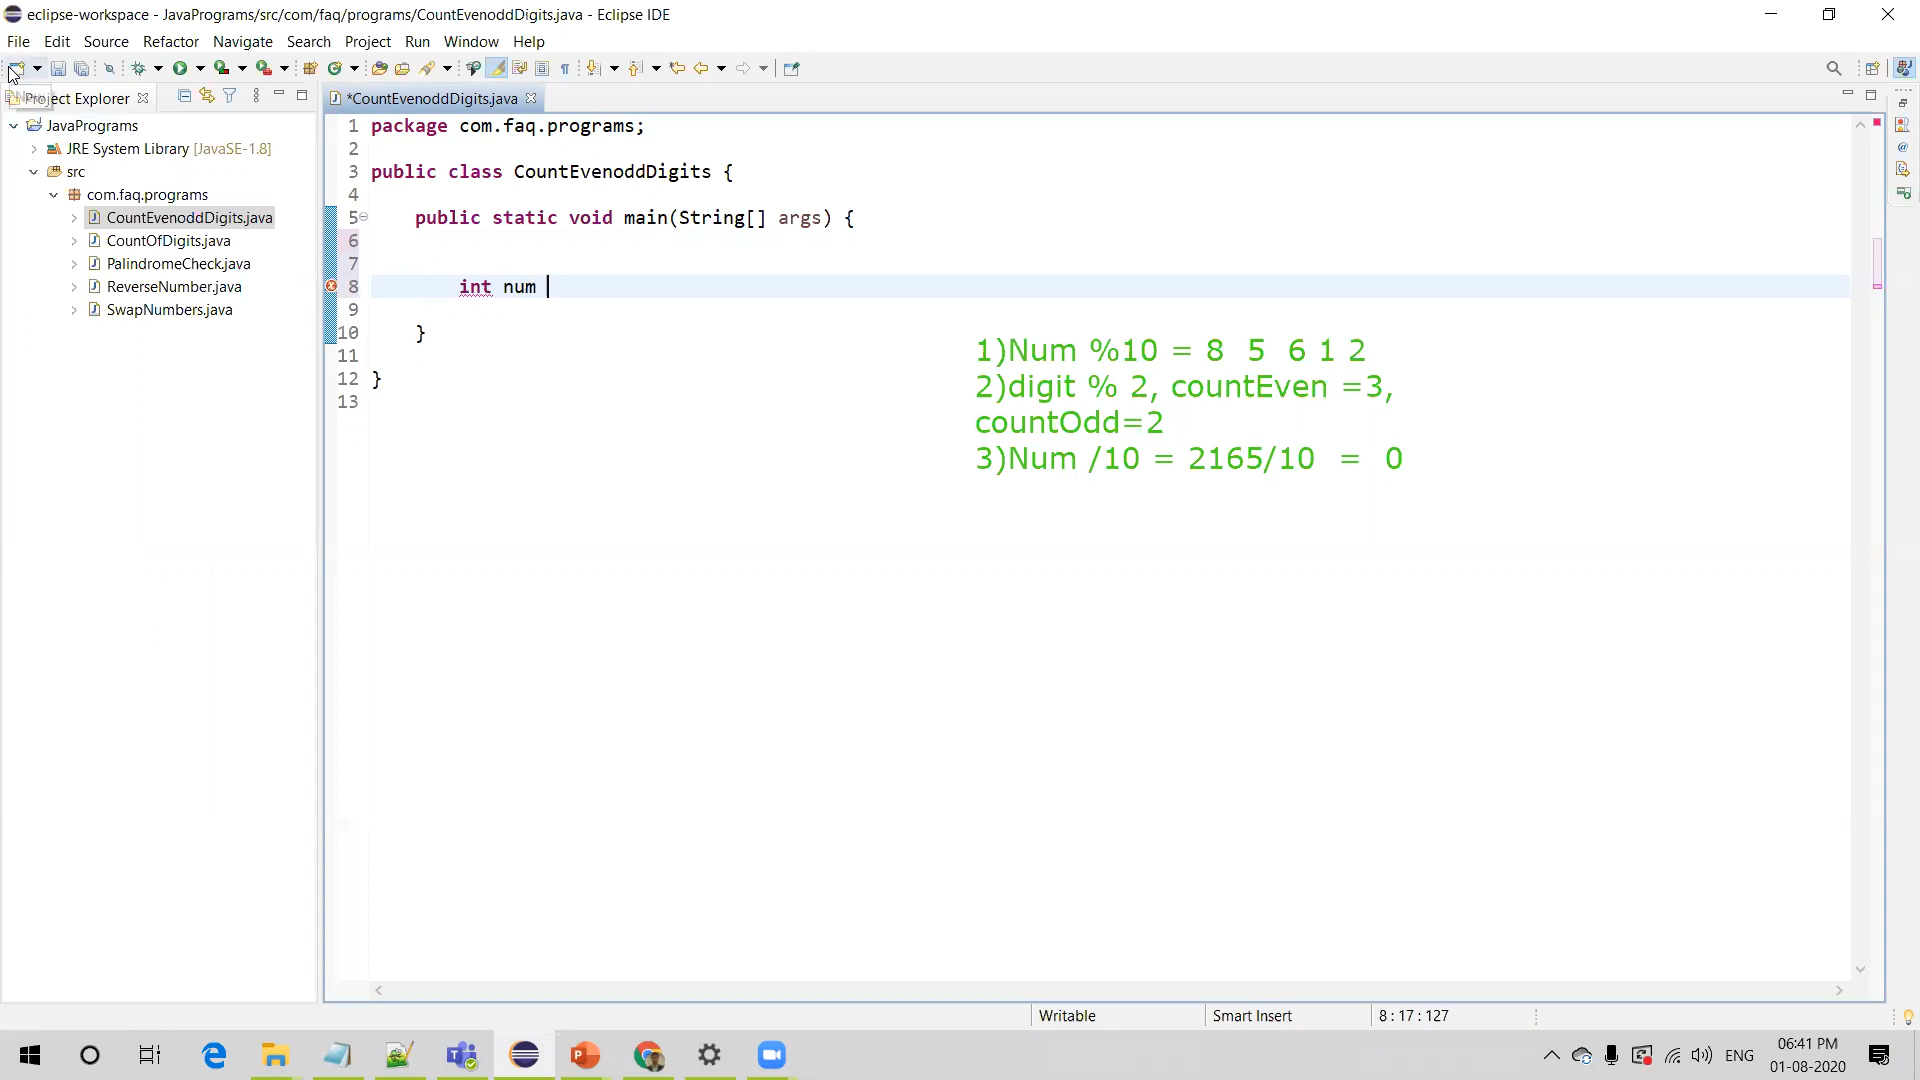 eclipse-workspace - JavaPrograms/src/com/faq/programs/CountEvenoddDigits.java - Eclipse IDE
File Edit Source Refactor Navigate Search Project Run Window Help
Project Explorer
*CountEvenoddDigits.java
JavaPrograms
JRE System Library [JavaSE-1.8]
src
com.faq.programs
CountEvenoddDigits.java
CountOfDigits.java
PalindromeCheck.java
ReverseNumber.java
SwapNumbers.java
1 package com.faq.programs;
2
3 public class CountEvenoddDigits {
4
5 public static void main(String[] args) {
6
7
8 int num
9
10 }
11
12 }
13
1)Num %10 = 8 5 6 1 2
2)digit % 2, countEven =3,
countOdd=2
3)Num /10 = 2165/10 = 0
Writable Smart Insert 8 : 17 : 127
ENG 06:41 PM
01-08-2020